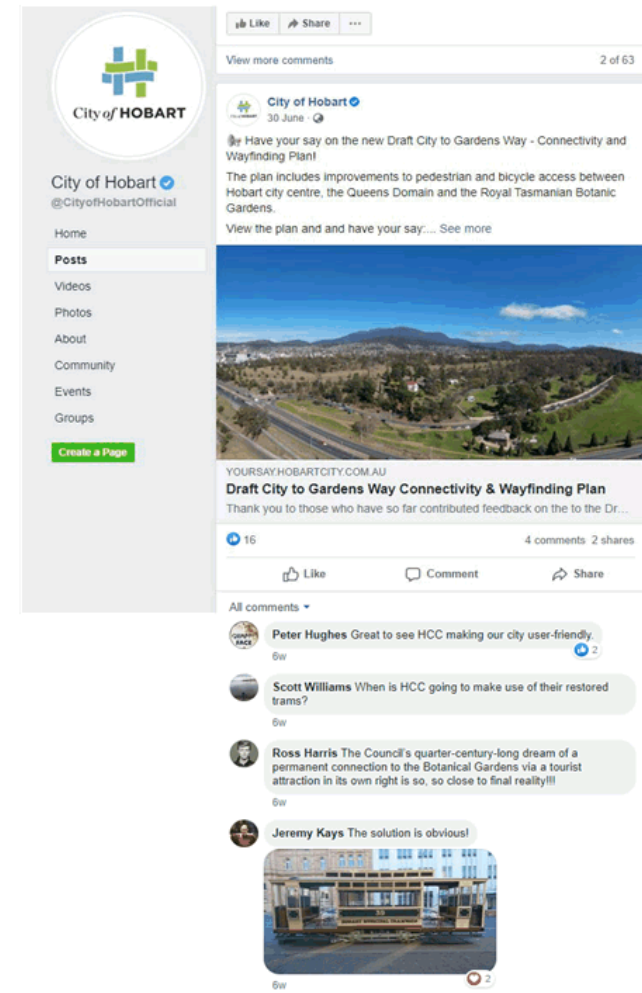 Like Share ...
View more comments 2 of 63
City of HOBART
City of Hobart
@CityofHobartOfficial
Home
Posts
Videos
Photos
About
Community
Events
Groups
Create a Page
City of Hobart
30 June ·
Have your say on the new Draft City to Gardens Way - Connectivity and
Wayfinding Plan!
The plan includes improvements to pedestrian and bicycle access between
Hobart city centre, the Queens Domain and the Royal Tasmanian Botanic
Gardens.
View the plan and and have your say:... See more
YOURSAY.HOBARTCITY.COM.AU
Draft City to Gardens Way Connectivity & Wayfinding Plan
Thank you to those who have so far contributed feedback on the to the Dr...
16 4 comments 2 shares
Like Comment Share
All comments
Peter Hughes Great to see HCC making our city user-friendly.
2
6w
Scott Williams When is HCC going to make use of their restored
trams?
6w
Ross Harris The Council's quarter-century-long dream of a
permanent connection to the Botanical Gardens via a tourist
attraction in its own right is so, so close to final reality!!!
6w
Jeremy Kays The solution is obvious!
39
HOBART MUNICIPAL TRAMWAYS
2
6w